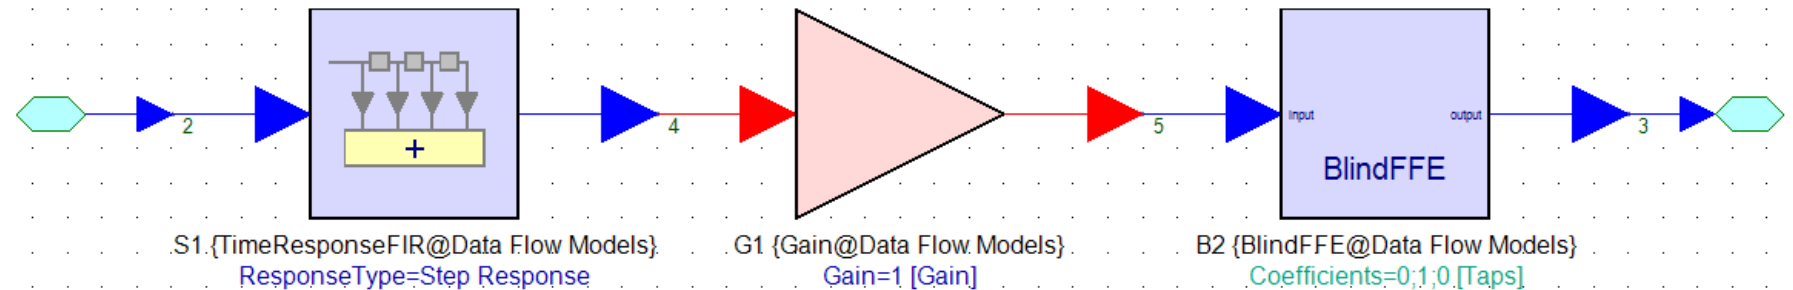 2
4
5
3
+
input
output
BlindFFE
S1 {TimeResponseFIR@Data Flow Models}
ResponseType=Step Response
G1 {Gain@Data Flow Models}
Gain=1 [Gain]
B2 {BlindFFE@Data Flow Models}
Coefficients=0;1;0 [Taps]